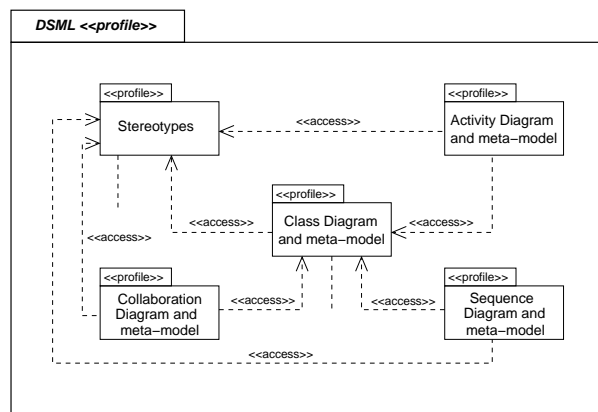 DSML <<profile>>
<<profile>>
Stereotypes
<<access>>
<<profile>>
Activity Diagram
and meta−model
<<profile>>
<<access>>
Class Diagram
and meta−model
<<access>>
<<access>>
<<profile>>
Collaboration
Diagram and
meta−model
<<access>>
<<access>>
<<profile>>
Sequence
Diagram and
meta−model
<<access>>